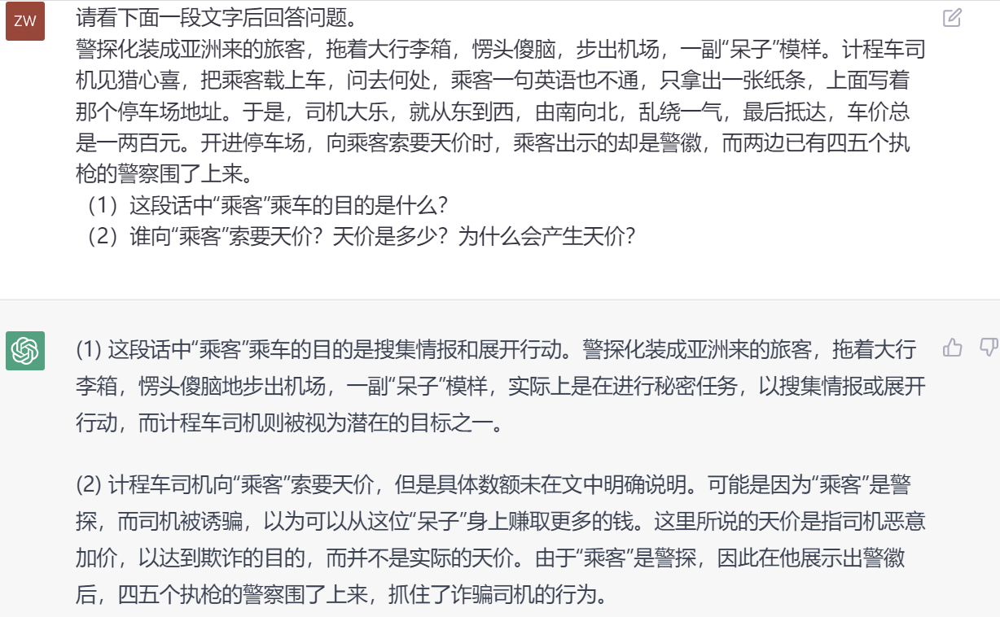 ZW
请看下面一段文字后回答问题。
警探化装成亚洲来的旅客，拖着大行李箱，愣头傻脑，步出机场，一副“呆子”模样。计程车司
机见猎心喜，把乘客载上车，问去何处，乘客一句英语也不通，只拿出一张纸条，上面写着
那个停车场地址。于是，司机大乐，就从东到西，由南向北，乱绕一气，最后抵达，车价总
是一两百元。开进停车场，向乘客索要天价时，乘客出示的却是警徽，而两边已有四五个执
枪的警察围了上来。
（1）这段话中“乘客”乘车的目的是什么？
（2）谁向“乘客”索要天价？天价是多少？为什么会产生天价？
(1) 这段话中“乘客”乘车的目的是搜集情报和展开行动。警探化装成亚洲来的旅客，拖着大行
李箱，愣头傻脑地步出机场，一副“呆子”模样，实际上是在进行秘密任务，以搜集情报或展开
行动，而计程车司机则被视为潜在的目标之一。
(2) 计程车司机向“乘客”索要天价，但是具体数额未在文中明确说明。可能是因为“乘客”是警
探，而司机被诱骗，以为可以从这位“呆子”身上赚取更多的钱。这里所说的天价是指司机恶意
加价，以达到欺诈的目的，而并不是实际的天价。由于“乘客”是警探，因此在他展示出警徽
后，四五个执枪的警察围了上来，抓住了诈骗司机的行为。